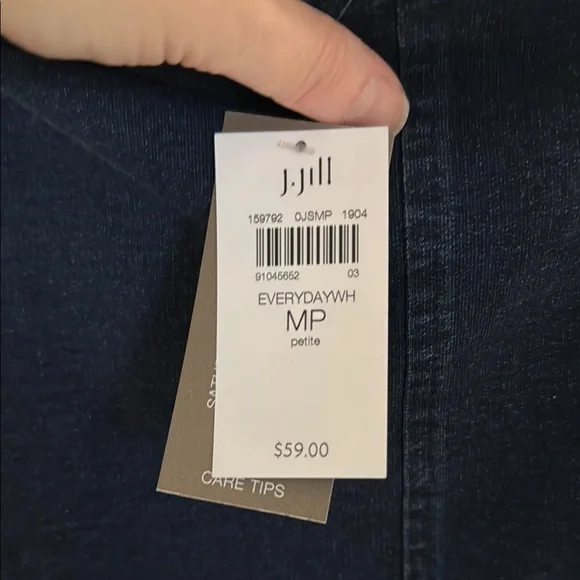 J.Jill
159792 0JSMP 1904
91045652 03
EVERYDAYWH
MP
petite
$59.00
CARE TIPS